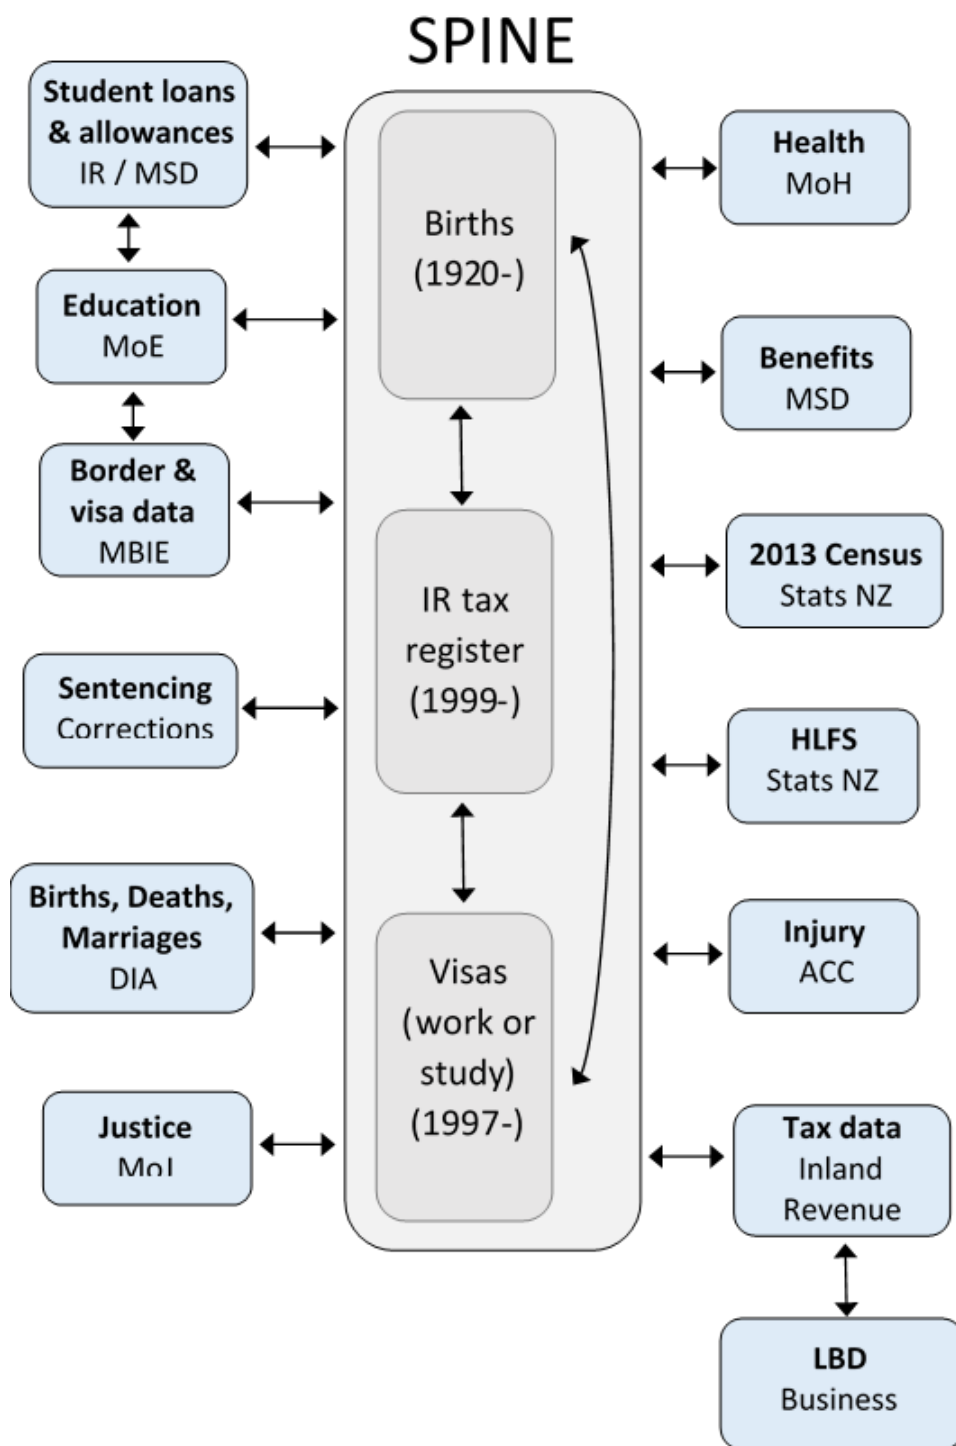 SPINE
Student loans
& allowances
IR / MSD
Education
MoE
Border &
visa data
MBIE
Sentencing
Corrections
Births, Deaths,
Marriages
DIA
Justice
MoJ
Births
(1920-)
IR tax
register
(1999-)
Visas
(work or
study)
(1997-)
Health
MoH
Benefits
MSD
2013 Census
Stats NZ
HLFS
Stats NZ
Injury
ACC
Tax data
Inland
Revenue
LBD
Business